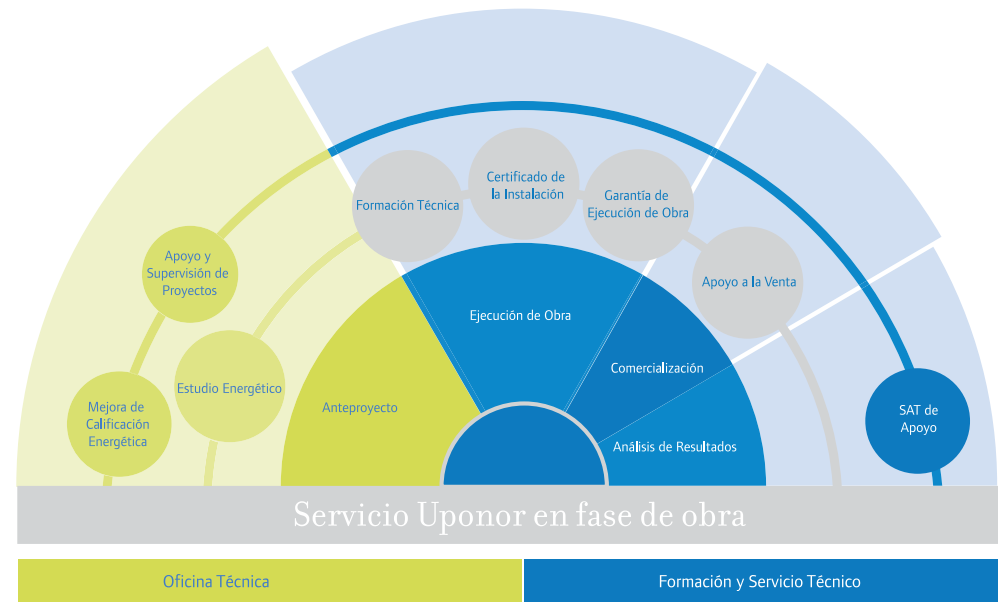 Certificado de
la Instalación
Formación Técnica
Garantía de
Ejecución de Obra
Apoyo y
Supervisión de
Proyectos
Apoyo a la Venta
Ejecución de Obra
Comercialización
Estudio Energético
Anteproyecto
Mejora de
Calificación
Energética
SAT de
Apoyo
Análisis de Resultados
Servicio Uponor en fase de obra
Oficina Técnica
Formación y Servicio Técnico